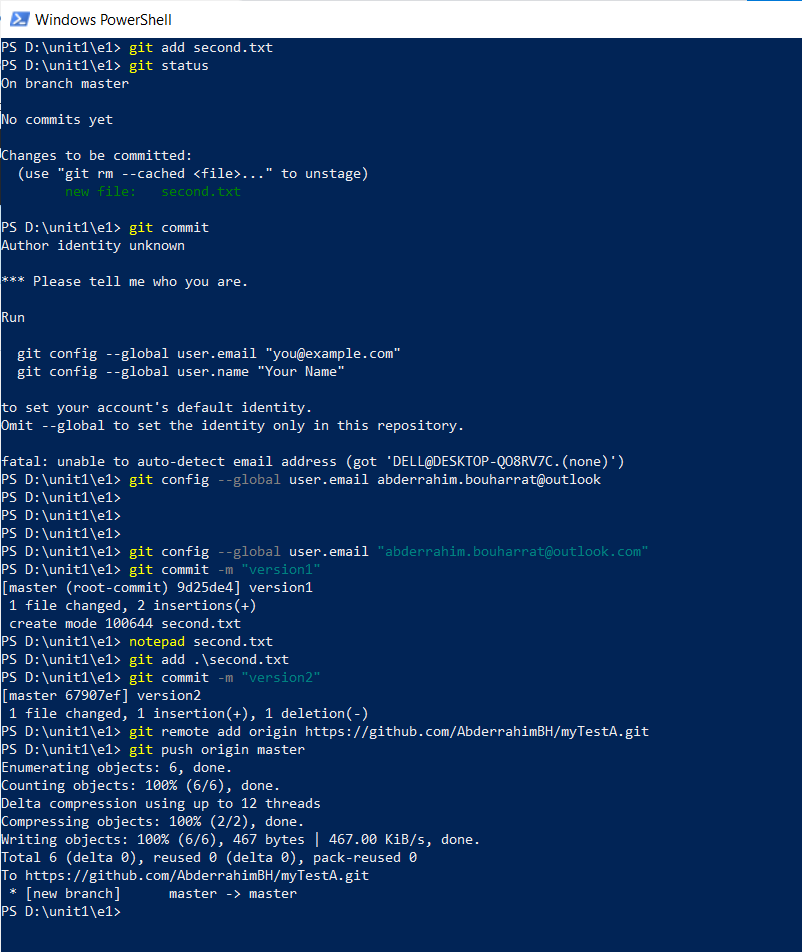 Windows PowerShell
PS D:\unit1\e1> git add second.txt
PS D:\unit1\e1> git status
On branch master

No commits yet

Changes to be committed:
  (use "git rm --cached <file>..." to unstage)
        new file:   second.txt

PS D:\unit1\e1> git commit
Author identity unknown

*** Please tell me who you are.

Run

  git config --global user.email "you@example.com"
  git config --global user.name "Your Name"

to set your account's default identity.
Omit --global to set the identity only in this repository.

fatal: unable to auto-detect email address (got 'DELL@DESKTOP-QO8RV7C.(none)')
PS D:\unit1\e1> git config --global user.email abderrahim.bouharrat@outlook
PS D:\unit1\e1>
PS D:\unit1\e1>
PS D:\unit1\e1>
PS D:\unit1\e1> git config --global user.email "abderrahim.bouharrat@outlook.com"
PS D:\unit1\e1> git commit -m "version1"
[master (root-commit) 9d25de4] version1
 1 file changed, 2 insertions(+)
 create mode 100644 second.txt
PS D:\unit1\e1> notepad second.txt
PS D:\unit1\e1> git add .\second.txt
PS D:\unit1\e1> git commit -m "version2"
[master 67907ef] version2
 1 file changed, 1 insertion(+), 1 deletion(-)
PS D:\unit1\e1> git remote add origin https://github.com/AbderrahimBH/myTestA.git
PS D:\unit1\e1> git push origin master
Enumerating objects: 6, done.
Counting objects: 100% (6/6), done.
Delta compression using up to 12 threads
Compressing objects: 100% (2/2), done.
Writing objects: 100% (6/6), 467 bytes | 467.00 KiB/s, done.
Total 6 (delta 0), reused 0 (delta 0), pack-reused 0
To https://github.com/AbderrahimBH/myTestA.git
 * [new branch]      master -> master
PS D:\unit1\e1>